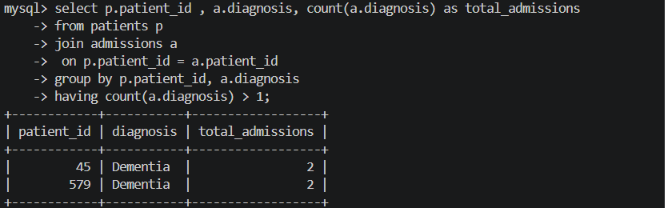 mysql> select p.patient_id , a.diagnosis, count(a.diagnosis) as total_admissions
    -> from patients p
    -> join admissions a
    ->  on p.patient_id = a.patient_id
    -> group by p.patient_id, a.diagnosis
    -> having count(a.diagnosis) > 1;
+------------+-----------+------------------+
| patient_id | diagnosis | total_admissions |
+------------+-----------+------------------+
|         45 | Dementia  |                2 |
|        579 | Dementia  |                2 |
+------------+-----------+------------------+